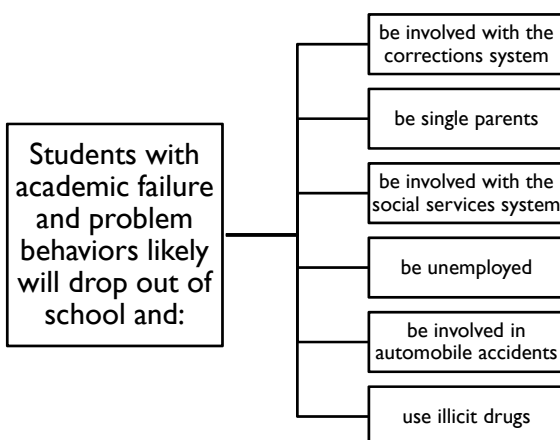 Students with
academic failure
and problem
behaviors likely
will drop out of
school and:
be involved with the
corrections system
be single parents
be involved with the
social services system
be unemployed
be involved in
automobile accidents
use illicit drugs